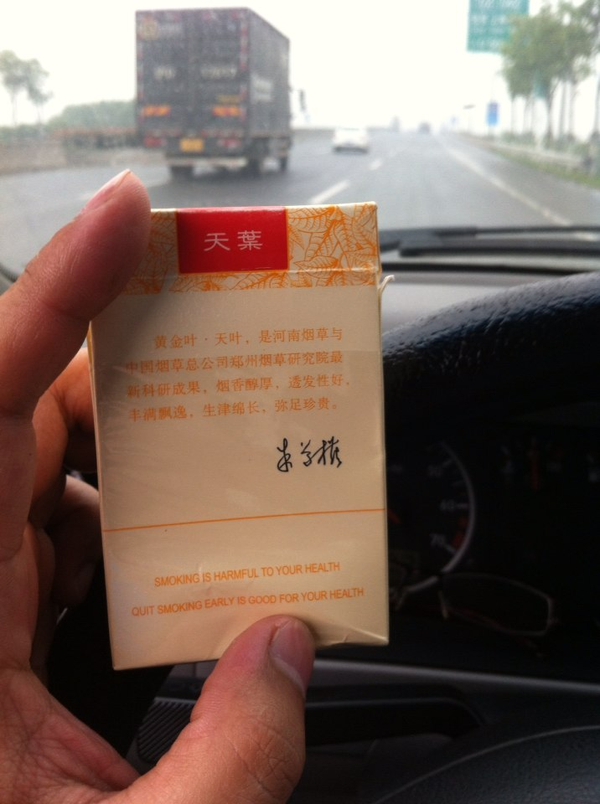 天葉
黄金叶·天叶，是河南烟草与
中国烟草总公司郑州烟草研究院最
新科研成果，烟香醇厚，透发性好，
丰满飘逸，生津绵长，弥足珍贵。
SMOKING IS HARMFUL TO YOUR HEALTH
QUIT SMOKING EARLY IS GOOD FOR YOUR HEALTH